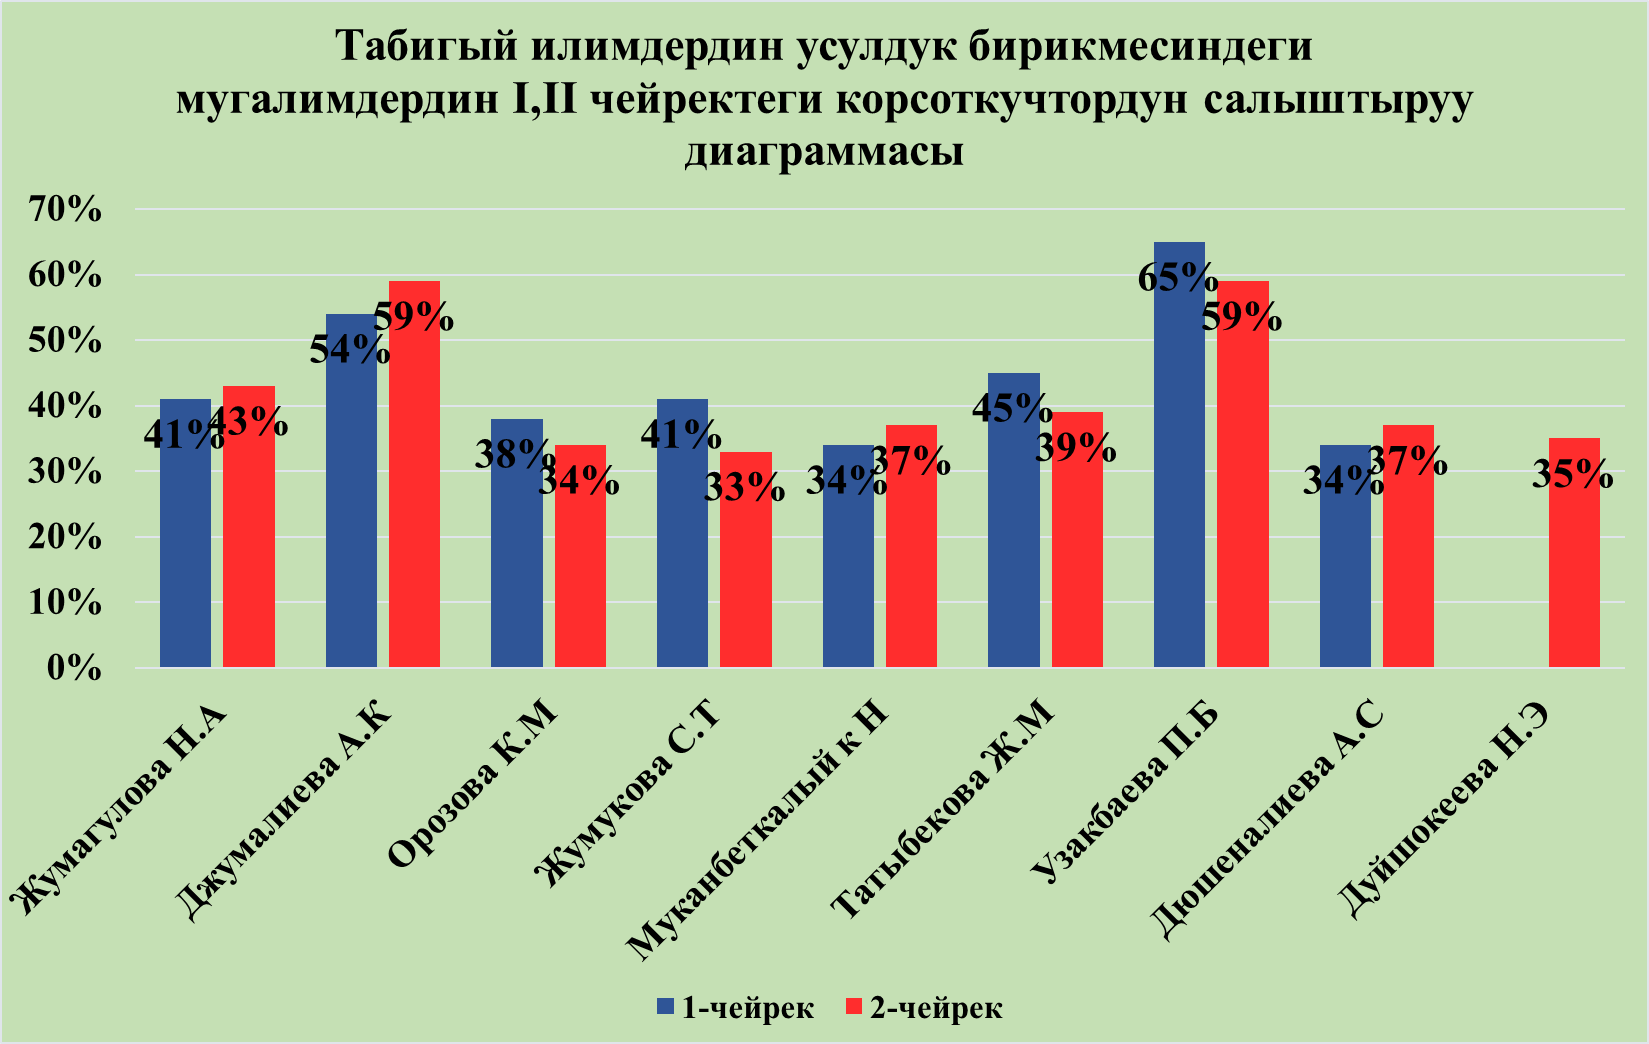 Табигый илимдердин усулдук бирикмесиндеги
мугалимдердин I,II чейректеги корсоткучтордун салыштыруу
диаграммасы
70%
60%
50%
40%
30%
20%
10%
0%
41%
43%
54%
59%
38%
34%
41%
33%
34%
37%
45%
39%
65%
59%
34%
37%
35%
Жумагулова Н.А
Джумалиева А.К
Орозова К.М
Жумукова С.Т
Муканбеткалый к Н
Татыбекова Ж.М
Узакбаева П.Б
Дюшеналиева А.С
Дуйшокеева Н.Э
1-чейрек
2-чейрек